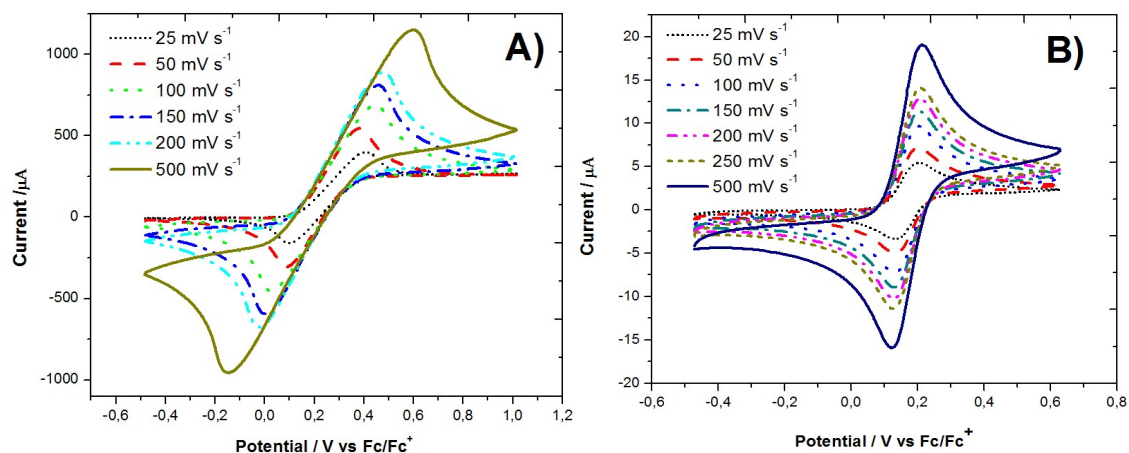 A)
25 mV s⁻¹
50 mV s⁻¹
100 mV s⁻¹
150 mV s⁻¹
200 mV s⁻¹
500 mV s⁻¹
Current /μA
1000
500
0
-500
-1000
-0,4 -0,2 0,0 0,2 0,4 0,6 0,8 1,0 1,2
Potential / V vs Fc/Fc⁺
B)
25 mV s⁻¹
50 mV s⁻¹
100 mV s⁻¹
150 mV s⁻¹
200 mV s⁻¹
250 mV s⁻¹
500 mV s⁻¹
Current /μA
20
15
10
5
0
-5
-10
-15
-20
-0,6 -0,4 -0,2 0,0 0,2 0,4 0,6 0,8
Potential / V vs Fc/Fc⁺